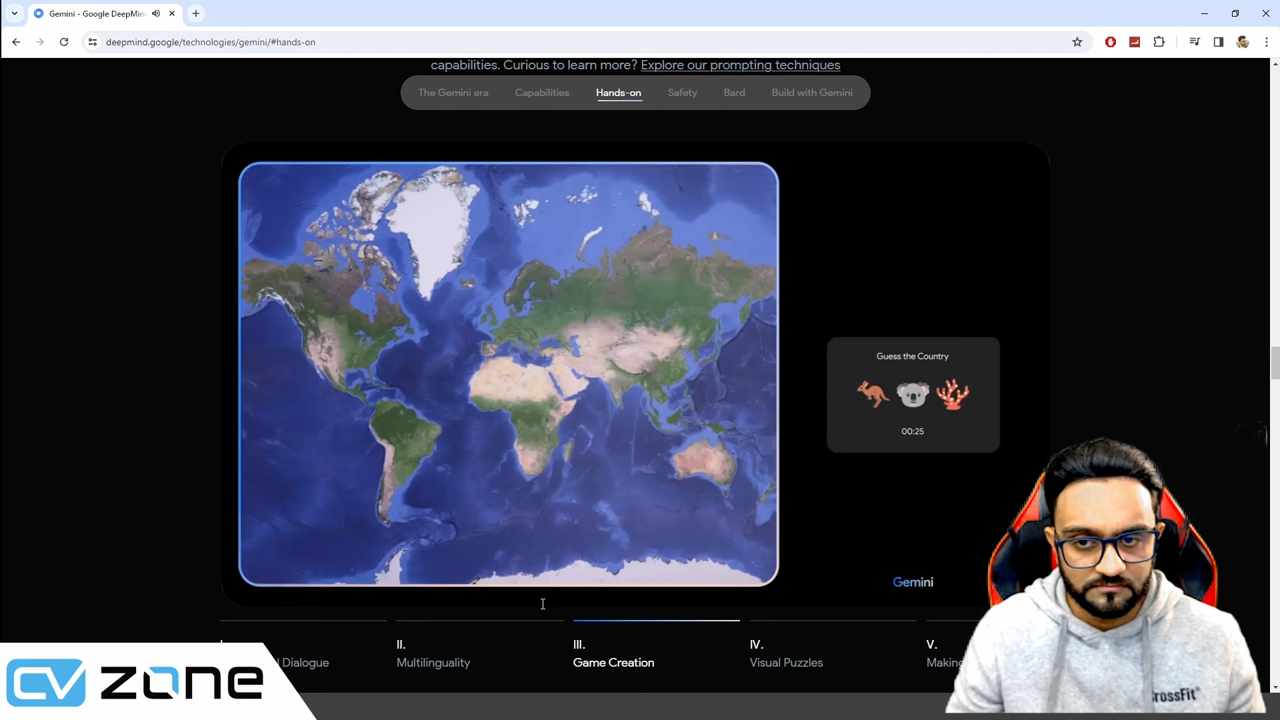 Gemini - Google DeepMin
deepmind.google/technologies/gemini/#hands-on
capabilities. Curious to learn more? Explore our prompting techniques
The Gemini era Capabilities Hands-on Safety Bard Build with Gemini
Guess the Country
00:25
Gemini
II. III. IV. V.
Dialogue Multilinguality Game Creation Visual Puzzles
CV ZONE
CrossFit